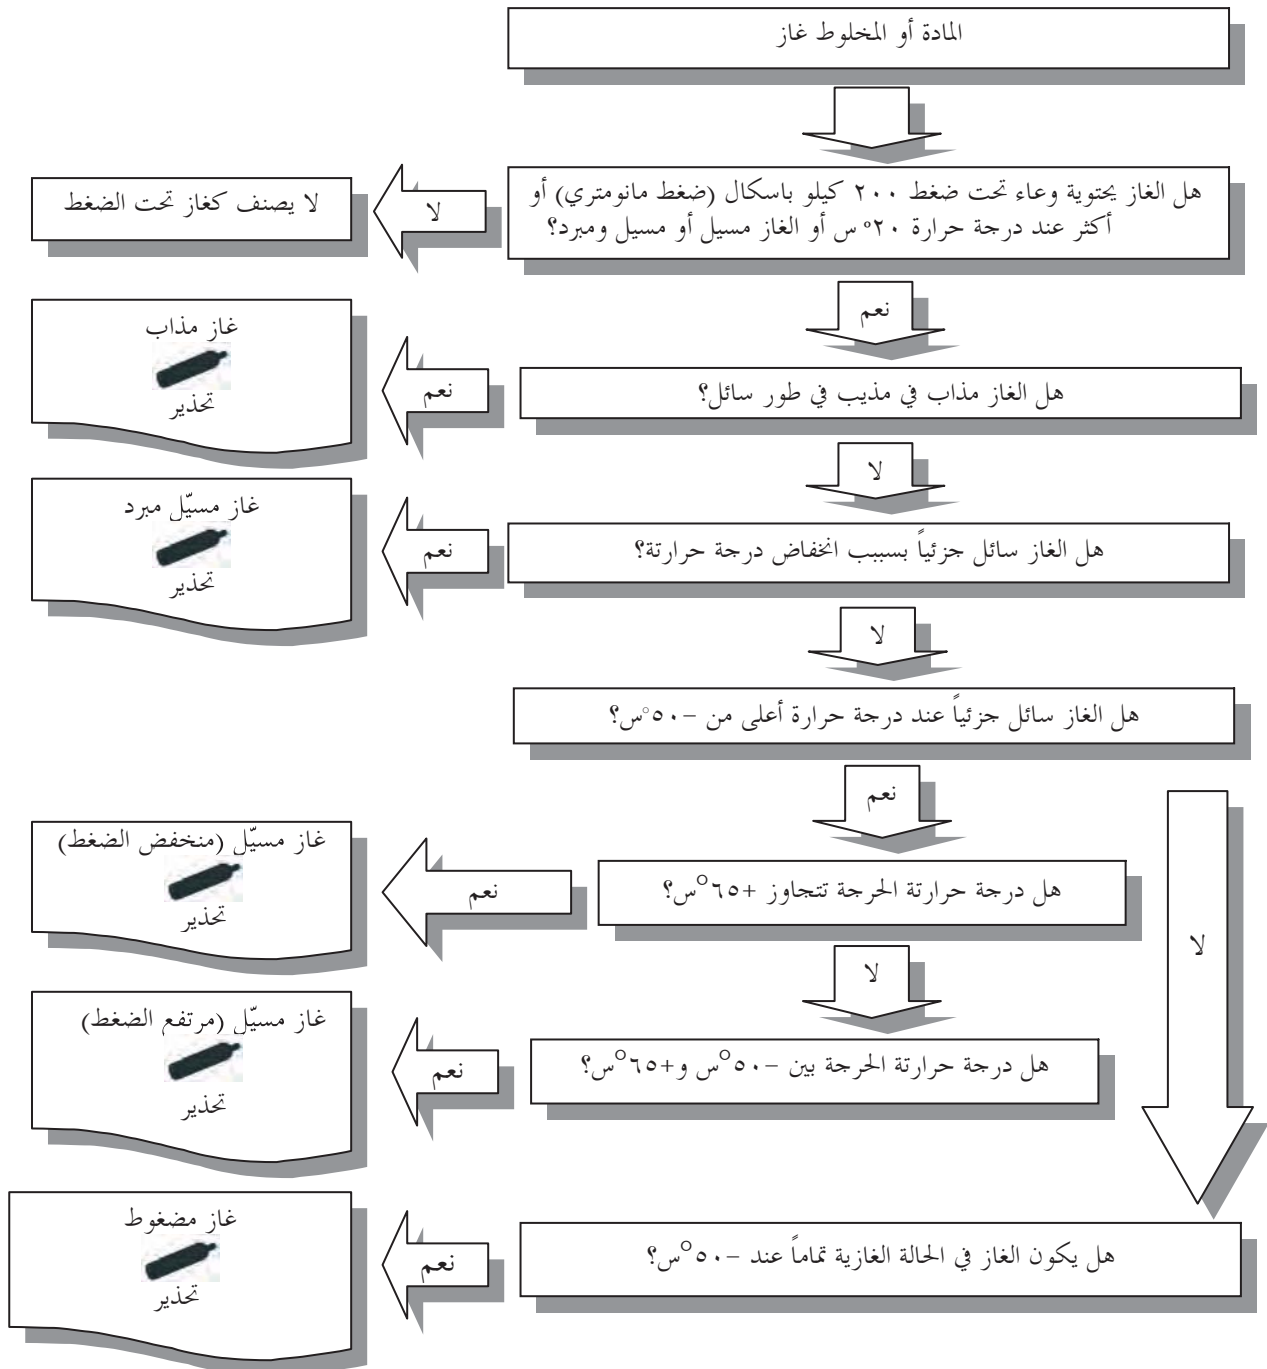 المادة أو المخلوط غاز
هل الغاز يحتوية وعاء تحت ضغط ٢٠٠ كيلو باسكال (ضغط مانومتري) أو
أكثر عند درجة حرارة ٢٠° س أو الغاز مسيل أو مسيل ومبرد؟
لا
لا يصنف كغاز تحت الضغط
نعم
هل الغاز مذاب في مذيب في طور سائل؟
نعم
غاز مذاب
تحذير
لا
هل الغاز سائل جزئياً بسببب انخفاض درجة حرارتة؟
نعم
غاز مسيّل مبرد
تحذير
لا
هل الغاز سائل جزئياً عند درجة حرارة أعلى من –٥٠°س؟
نعم
هل درجة حرارتة الحرجة تتجاوز +٦٥°س؟
نعم
غاز مسيّل (منخفض الضغط)
تحذير
لا
لا
هل درجة حرارتة الحرجة بين –٥٠°س و+٦٥°س؟
نعم
غاز مسيّل (مرتفع الضغط)
تحذير
هل يكون الغاز في الحالة الغازية تماماً عند –٥٠°س؟
نعم
غاز مضغوط
تحذير